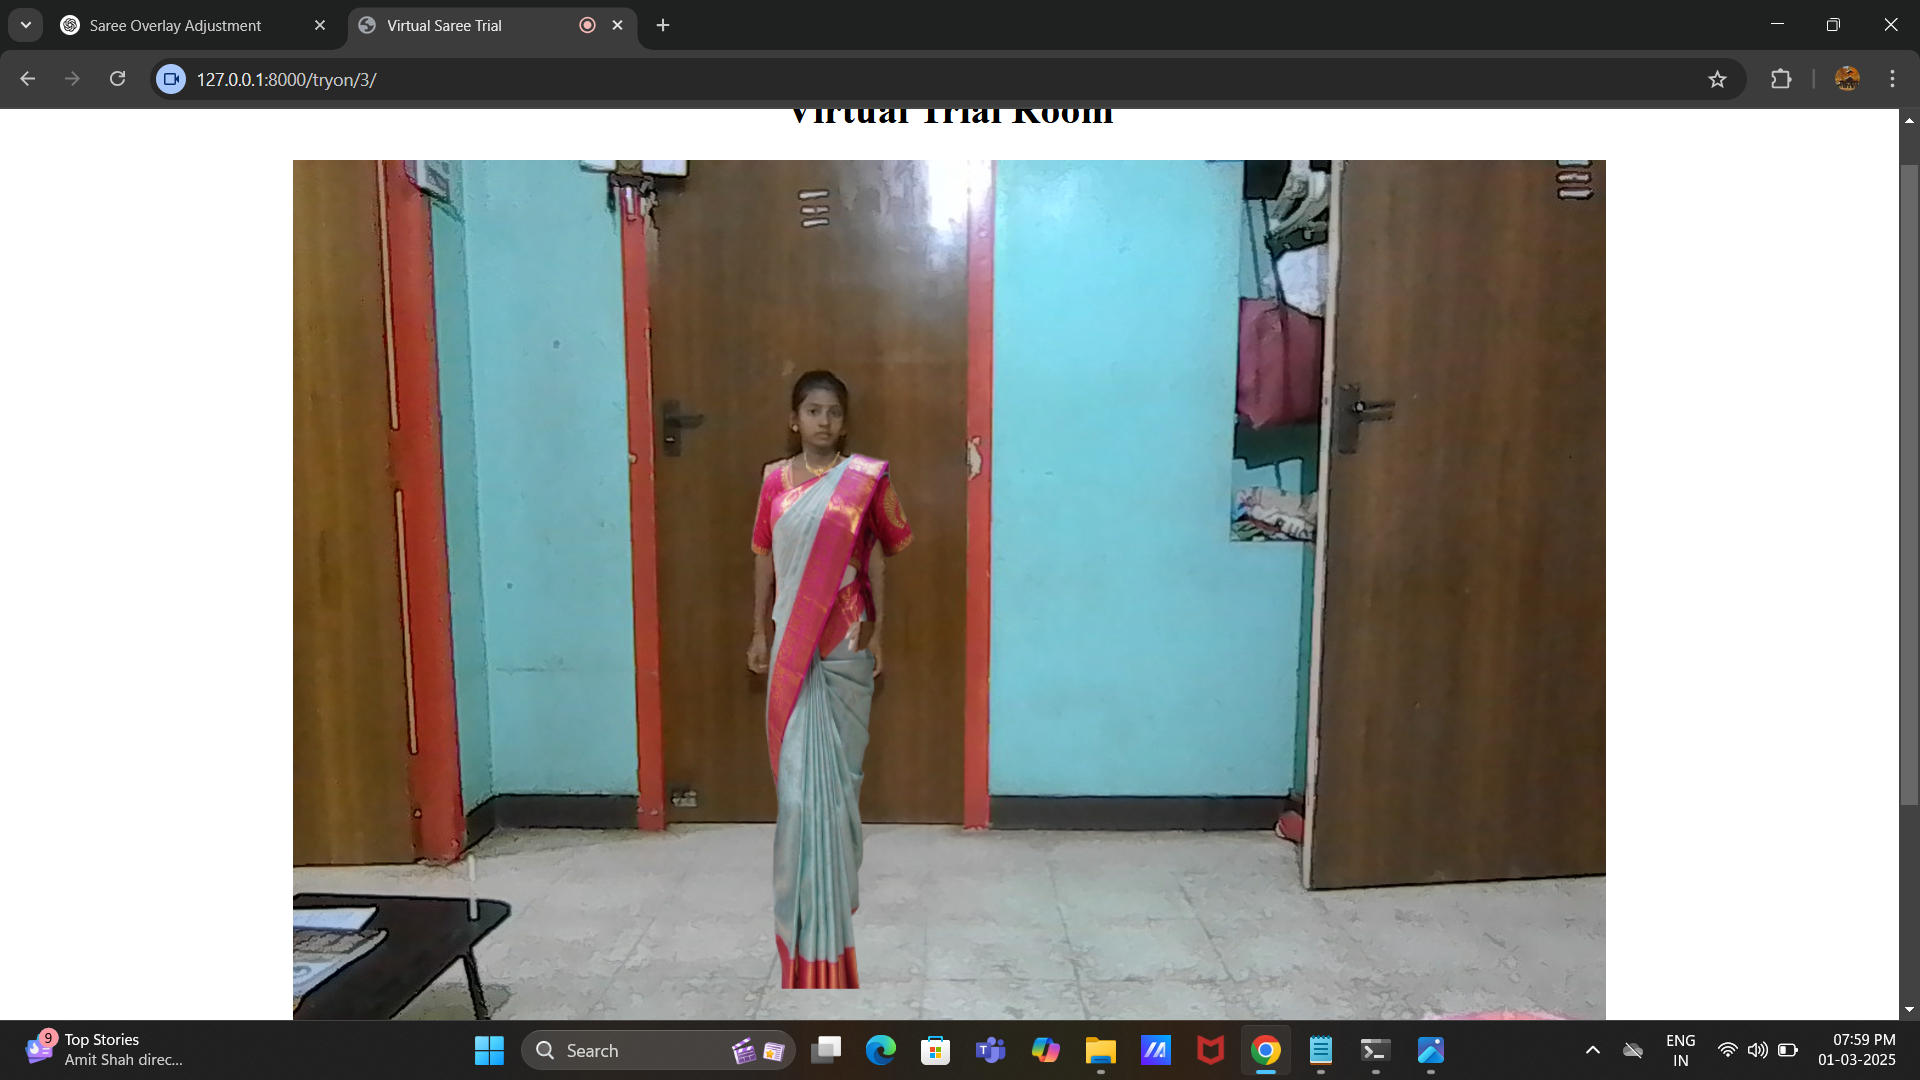 Saree Overlay Adjustment
Virtual Saree Trial
127.0.0.1:8000/tryon/3/
Virtual Trial Room
9
Top Stories
Amit Shah direc...
Search
ENG
IN
07:59 PM
01-03-2025